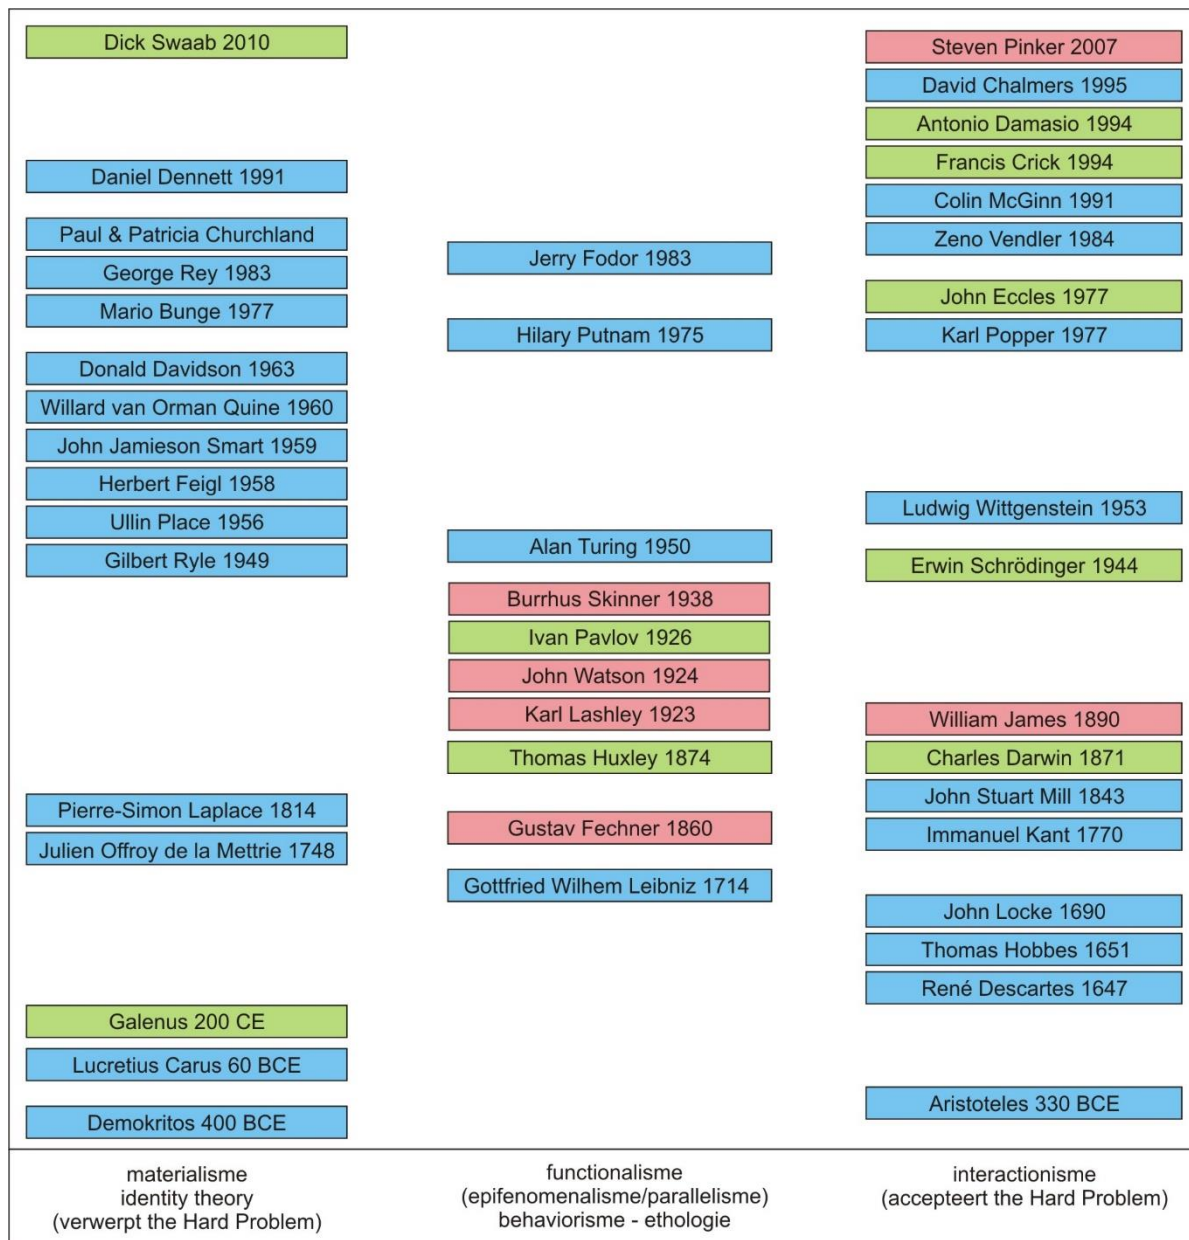 Dick Swaab 2010
Daniel Dennett 1991
Paul & Patricia Churchland
George Rey 1983
Mario Bunge 1977
Donald Davidson 1963
Willard van Orman Quine 1960
John Jamieson Smart 1959
Herbert Feigl 1958
Ullin Place 1956
Gilbert Ryle 1949
Pierre-Simon Laplace 1814
Julien Offroy de la Mettrie 1748
Galenus 200 CE
Lucretius Carus 60 BCE
Demokritos 400 BCE
materialisme
identity theory
(verwerpt the Hard Problem)
Jerry Fodor 1983
Hilary Putnam 1975
Alan Turing 1950
Burrhus Skinner 1938
Ivan Pavlov 1926
John Watson 1924
Karl Lashley 1923
Thomas Huxley 1874
Gustav Fechner 1860
Gottfried Wilhem Leibniz 1714
functionalisme
(epifenomenalisme/parallelisme)
behaviorisme - ethologie
Steven Pinker 2007
David Chalmers 1995
Antonio Damasio 1994
Francis Crick 1994
Colin McGinn 1991
Zeno Vendler 1984
John Eccles 1977
Karl Popper 1977
Ludwig Wittgenstein 1953
Erwin Schrödinger 1944
William James 1890
Charles Darwin 1871
John Stuart Mill 1843
Immanuel Kant 1770
John Locke 1690
Thomas Hobbes 1651
René Descartes 1647
Aristoteles 330 BCE
interactionisme
(accepteert the Hard Problem)